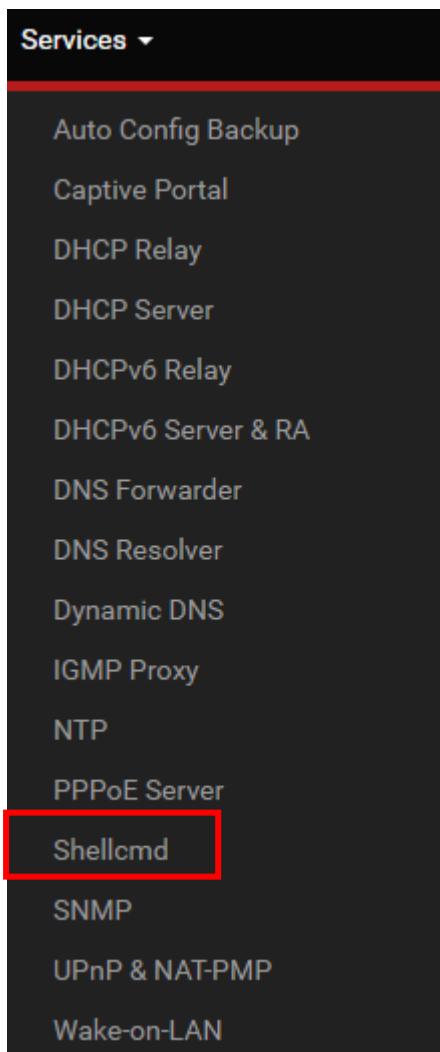 Services
Auto Config Backup
Captive Portal
DHCP Relay
DHCP Server
DHCPv6 Relay
DHCPv6 Server & RA
DNS Forwarder
DNS Resolver
Dynamic DNS
IGMP Proxy
NTP
PPPoE Server
Shellcmd
SNMP
UPnP & NAT-PMP
Wake-on-LAN